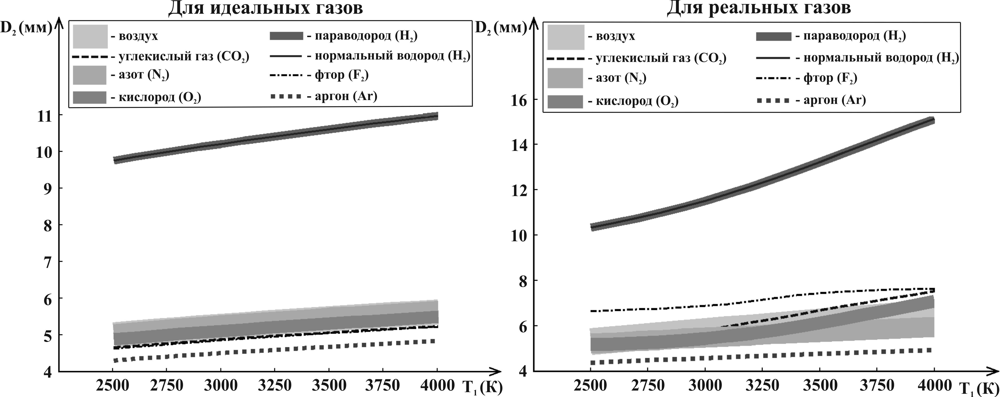 Для идеальных газов
D₂ (мм)
- воздух
- углекислый газ (CO₂)
- азот (N₂)
- кислород (O₂)
- параводород (H₂)
- нормальный водород (H₂)
- фтор (F₂)
- аргон (Ar)
11
10
9
8
7
6
5
4
2500 2750 3000 3250 3500 3750 4000 T₁ (К)
Для реальных газов
D₂ (мм)
- воздух
- углекислый газ (CO₂)
- азот (N₂)
- кислород (O₂)
- параводород (H₂)
- нормальный водород (H₂)
- фтор (F₂)
- аргон (Ar)
16
14
12
10
8
6
4
2500 2750 3000 3250 3500 3750 4000 T₁ (К)